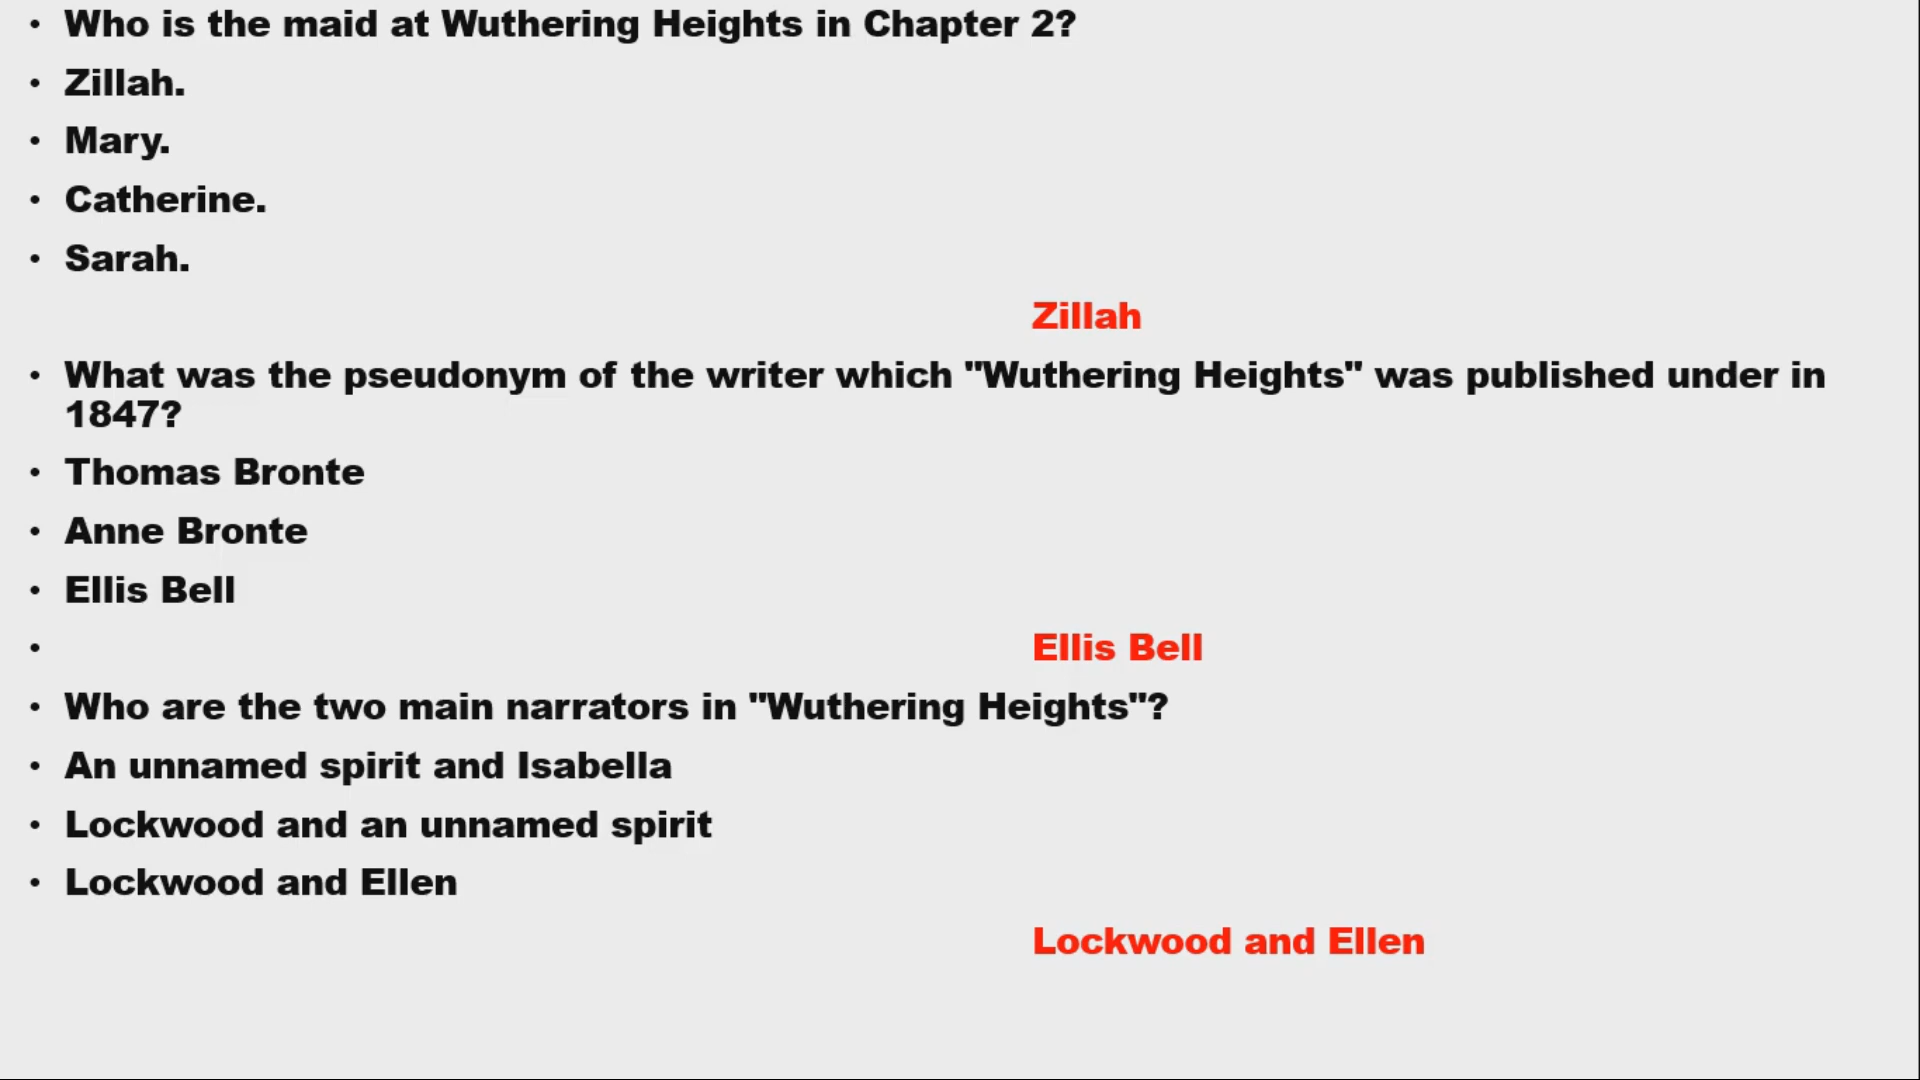 • Who is the maid at Wuthering Heights in Chapter 2?
• Zillah.
• Mary.
• Catherine.
• Sarah.
Zillah
• What was the pseudonym of the writer which "Wuthering Heights" was published under in
1847?
• Thomas Bronte
• Anne Bronte
• Ellis Bell
• Ellis Bell
• Who are the two main narrators in "Wuthering Heights"?
• An unnamed spirit and Isabella
• Lockwood and an unnamed spirit
• Lockwood and Ellen
Lockwood and Ellen